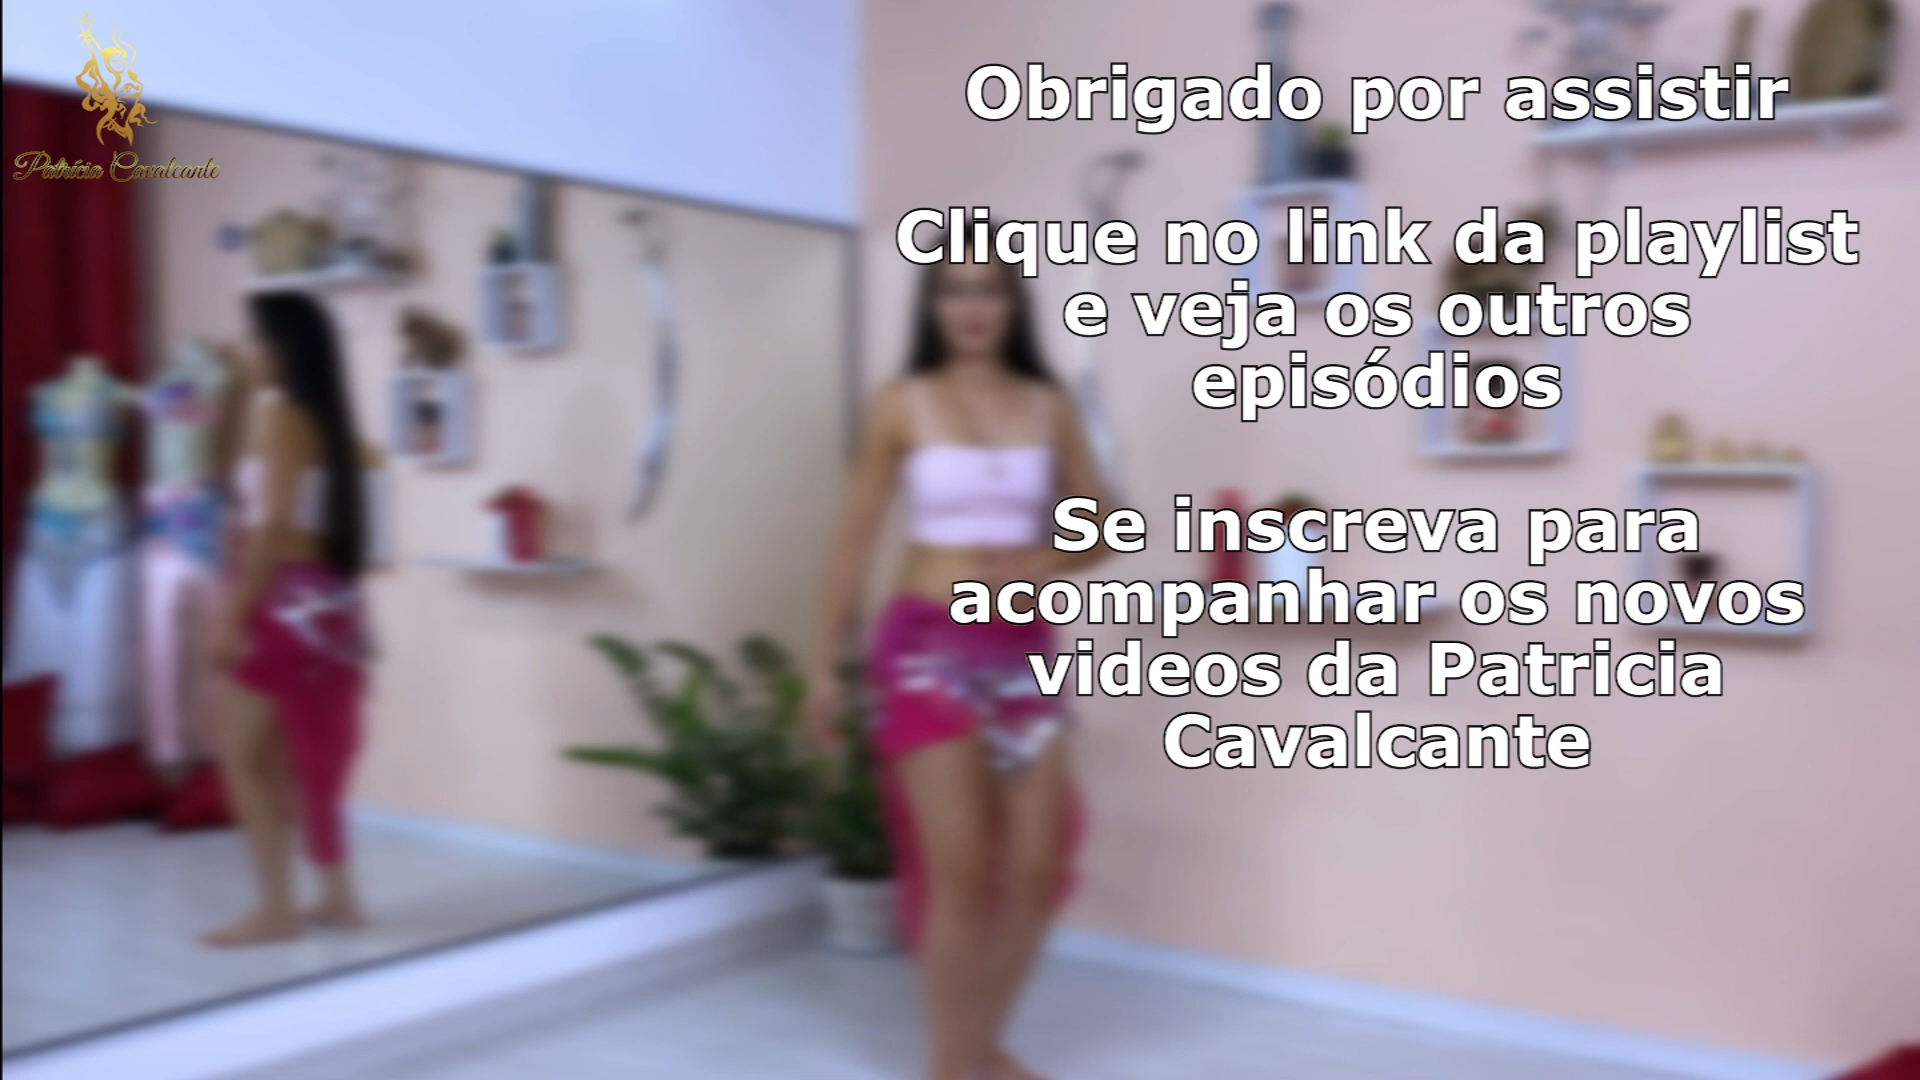 Patrícia Cavalcante
Obrigado por assistir
Clique no link da playlist
e veja os outros
episódios
Se inscreva para
acompanhar os novos
videos da Patricia
Cavalcante